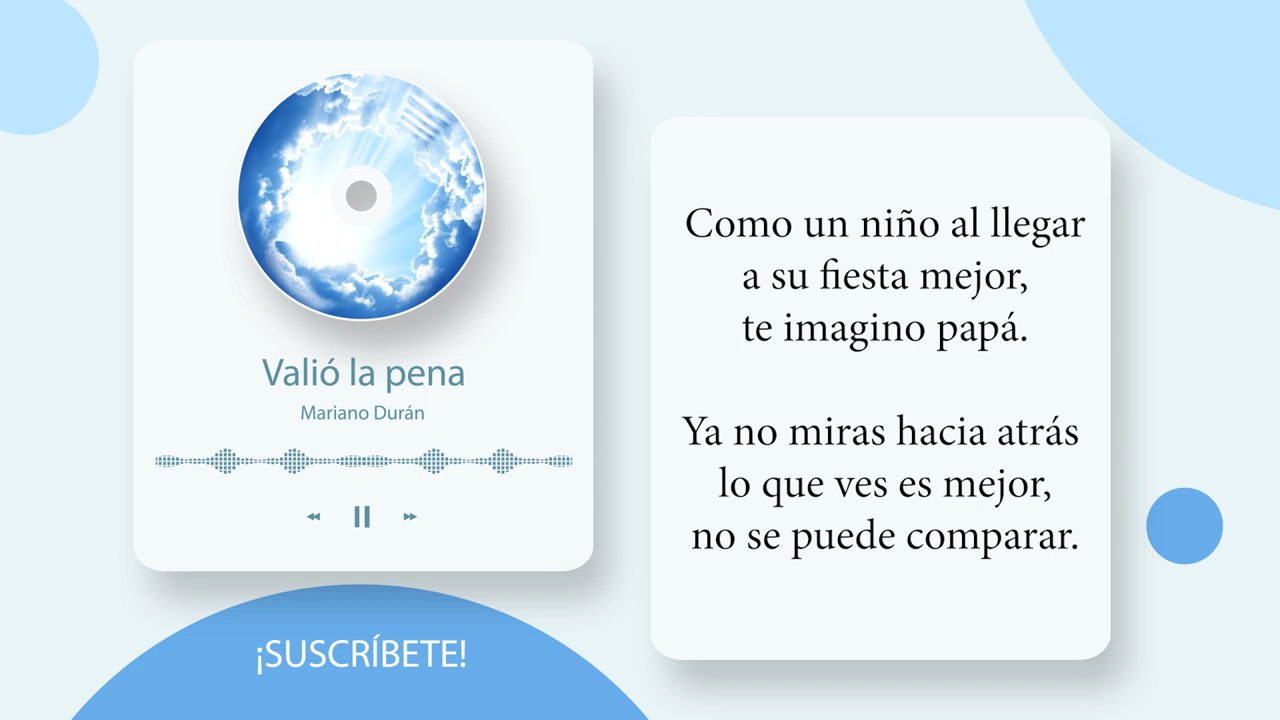 Valió la pena
Mariano Durán
¡SUSCRÍBETE!
Como un niño al llegar
a su fiesta mejor,
te imagino papá.
Ya no miras hacia atrás
lo que ves es mejor,
no se puede comparar.